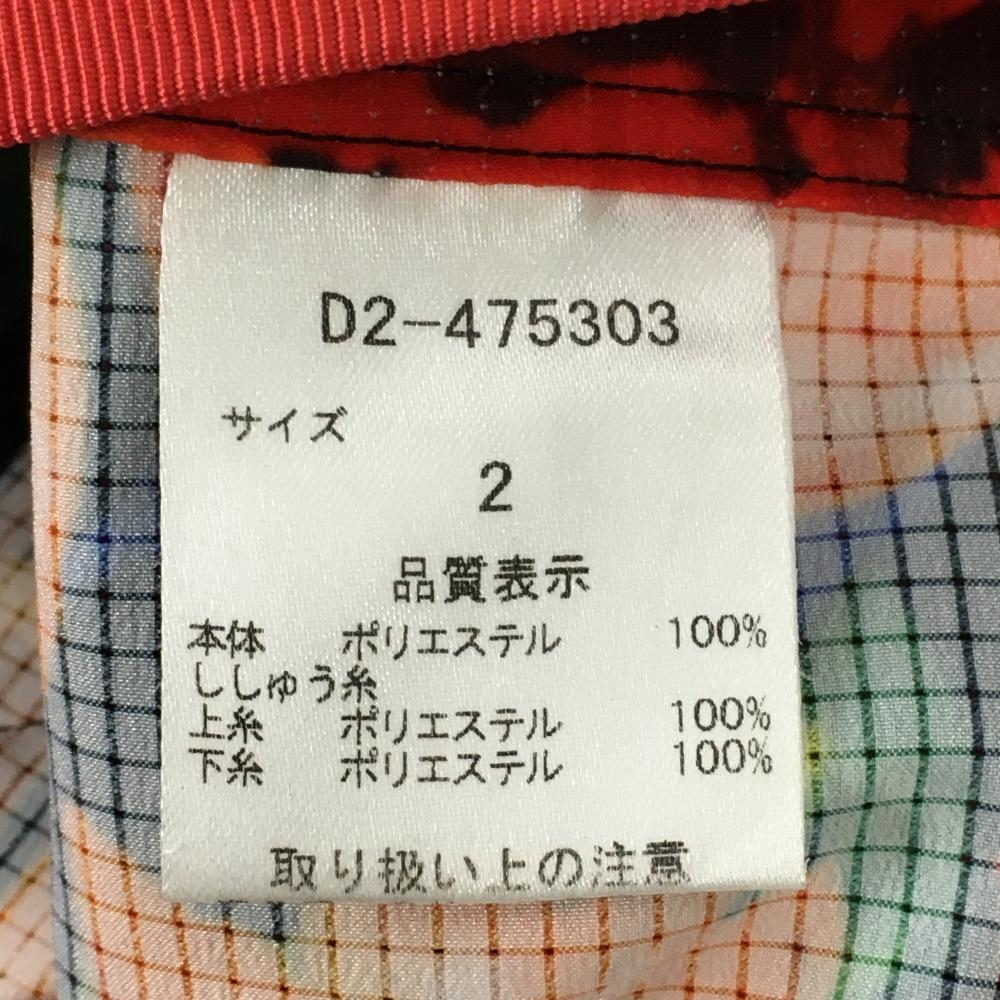 D2-475303
サイズ
2
品質表示
本体 ポリエステル 100%
ししゅう糸
上糸 ポリエステル 100%
下糸 ポリエステル 100%
取り扱い上の注意